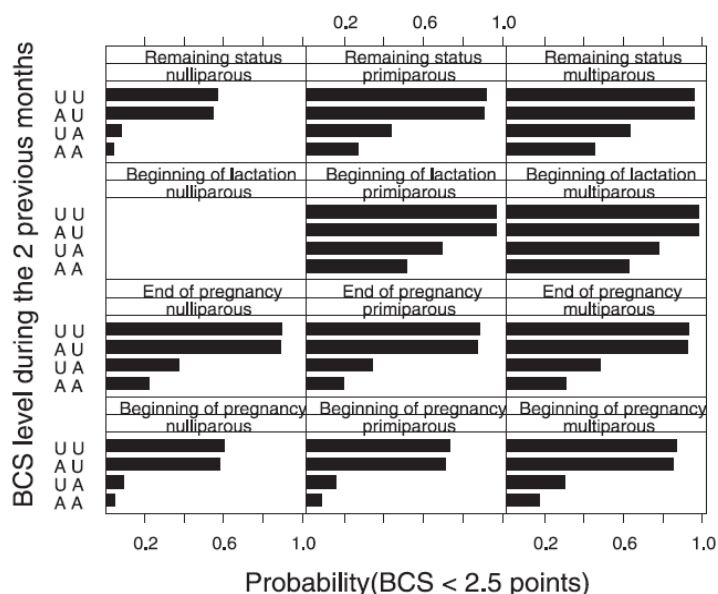 0.2 0.6 1.0
Remaining status Remaining status Remaining status
nulliparous primiparous multiparous
U U
A U
U A
A A
Beginning of lactation Beginning of lactation Beginning of lactation
nulliparous primiparous multiparous
U U
A U
U A
A A
End of pregnancy End of pregnancy End of pregnancy
nulliparous primiparous multiparous
U U
A U
U A
A A
Beginning of pregnancy Beginning of pregnancy Beginning of pregnancy
nulliparous primiparous multiparous
U U
A U
U A
A A
0.2 0.6 1.0 0.2 0.6 1.0
Probability(BCS < 2.5 points)
BCS level during the 2 previous months